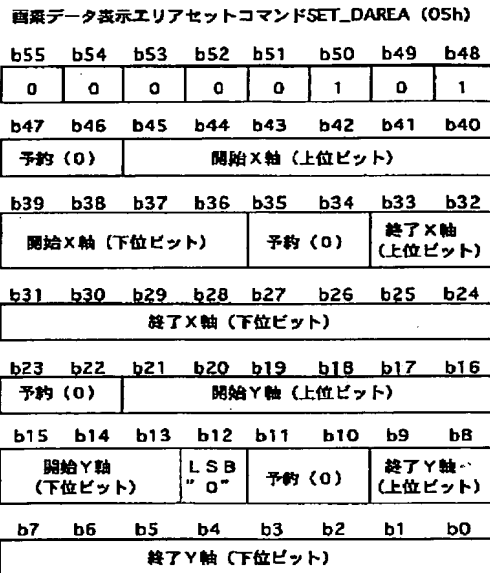 画素データ表示エリアセットコマンドSET_DAREA (05h)
b55 b54 b53 b52 b51 b50 b49 b48
0 0 0 0 0 1 0 1
b47 b46 b45 b44 b43 b42 b41 b40
予約 (0) 開始X軸 (上位ビット)
b39 b38 b37 b36 b35 b34 b33 b32
開始X軸 (下位ビット) 予約 (0) 終了X軸
(上位ビット)
b31 b30 b29 b28 b27 b26 b25 b24
終了X軸 (下位ビット)
b23 b22 b21 b20 b19 b18 b17 b16
予約 (0) 開始Y軸 (上位ビット)
b15 b14 b13 b12 b11 b10 b9 b8
開始Y軸
(下位ビット) LSB
"0" 予約 (0) 終了Y軸
(上位ビット)
b7 b6 b5 b4 b3 b2 b1 b0
終了Y軸 (下位ビット)